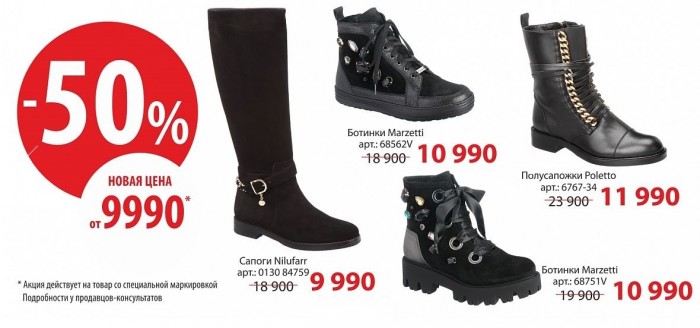 -50%
НОВАЯ ЦЕНА
от 9990*
* Акция действует на товар со специальной маркировкой
Подробности у продавцов-консультатов
Сапоги Nilufarr
арт.: 0130 84759
18 900 9 990
Ботинки Marzetti
арт.: 68562V
18 900 10 990
Полусапожки Poletto
арт.: 6767-34
23 900 11 990
Ботинки Marzetti
арт.: 68751V
19 900 10 990